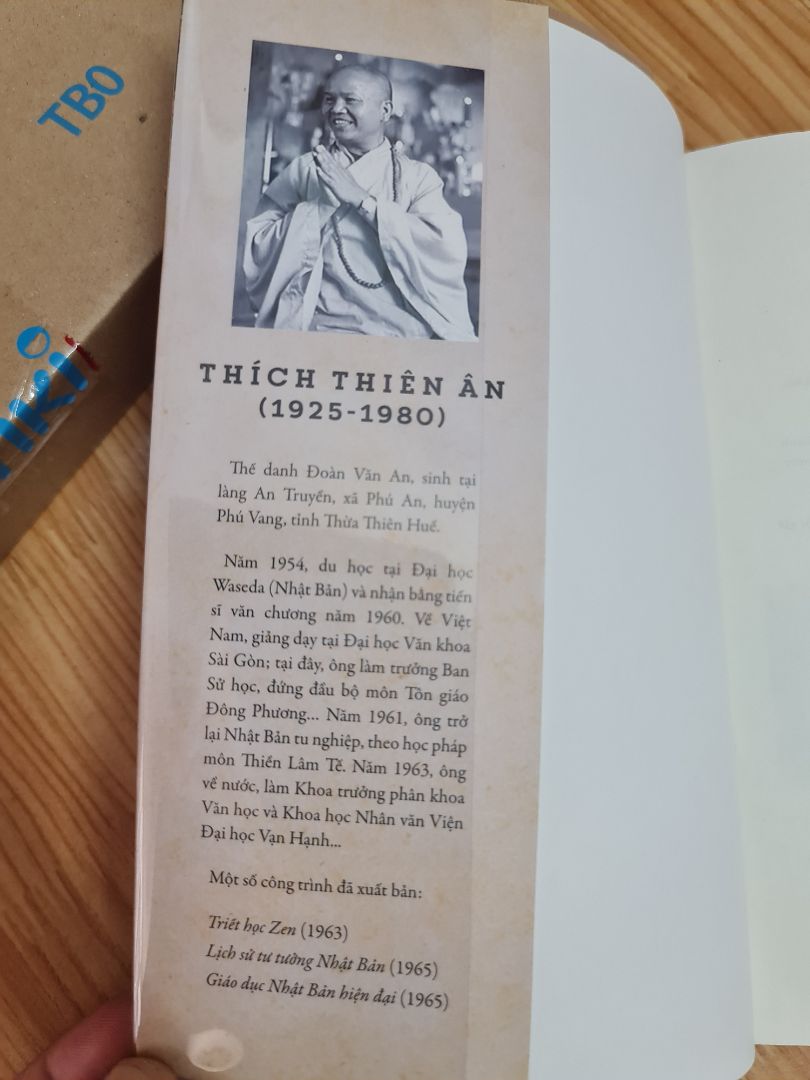 TB0
iki
THÍCH THIÊN ÂN
(1925-1980)
Thế danh Đoàn Văn An, sinh tại
làng An Truyền, xã Phú An, huyện
Phú Vang, tỉnh Thừa Thiên Huế.
Năm 1954, du học tại Đại học
Waseda (Nhật Bản) và nhận bằng tiến
sĩ văn chương năm 1960. Về Việt
Nam, giảng dạy tại Đại học Văn khoa
Sài Gòn; tại đây, ông làm trưởng Ban
Sử học, đứng đầu bộ môn Tôn giáo
Đông Phương... Năm 1961, ông trở
lại Nhật Bản tu nghiệp, theo học pháp
môn Thiền Lâm Tế. Năm 1963, ông
về nước, làm Khoa trưởng phân khoa
Văn học và Khoa học Nhân văn Viện
Đại học Vạn Hạnh...
Một số công trình đã xuất bản:
Triết học Zen (1963)
Lịch sử tư tưởng Nhật Bản (1965)
Giáo dục Nhật Bản hiện đại (1965)